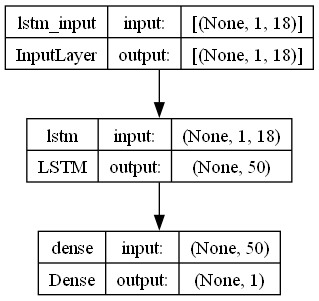 lstm_input input: [(None, 1, 18)]
InputLayer output: [(None, 1, 18)]
lstm input: (None, 1, 18)
LSTM output: (None, 50)
dense input: (None, 50)
Dense output: (None, 1)